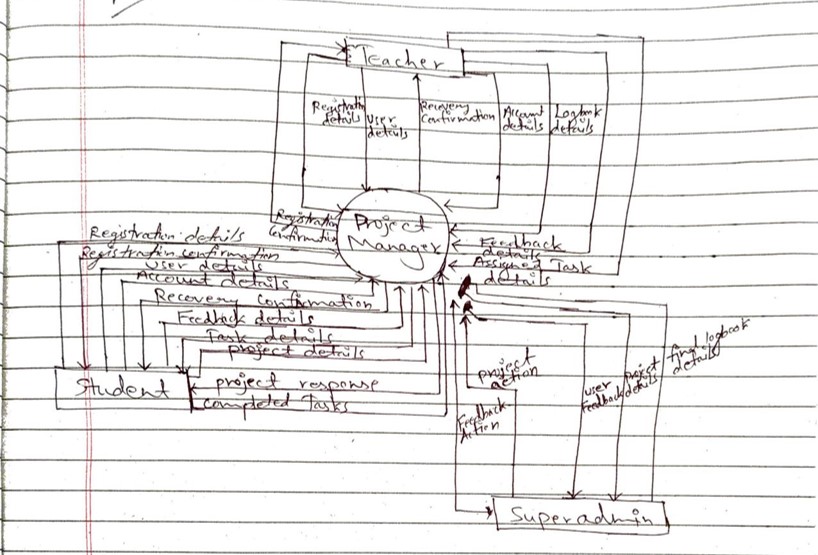 Teacher
Registratin details
User details
Recovery Confirmation
Account details
Logbook details
Registration Confirmation
Project Manager
Feedback details
Assigned Task details
Registration details
Registration confirmation
User details
Account details
Recovery Confirmation
Feedback details
Task details
project details
Student
project response
completed Tasks
project action
Feedback Action
user Feedback
project details
final logbook details
Superadmin